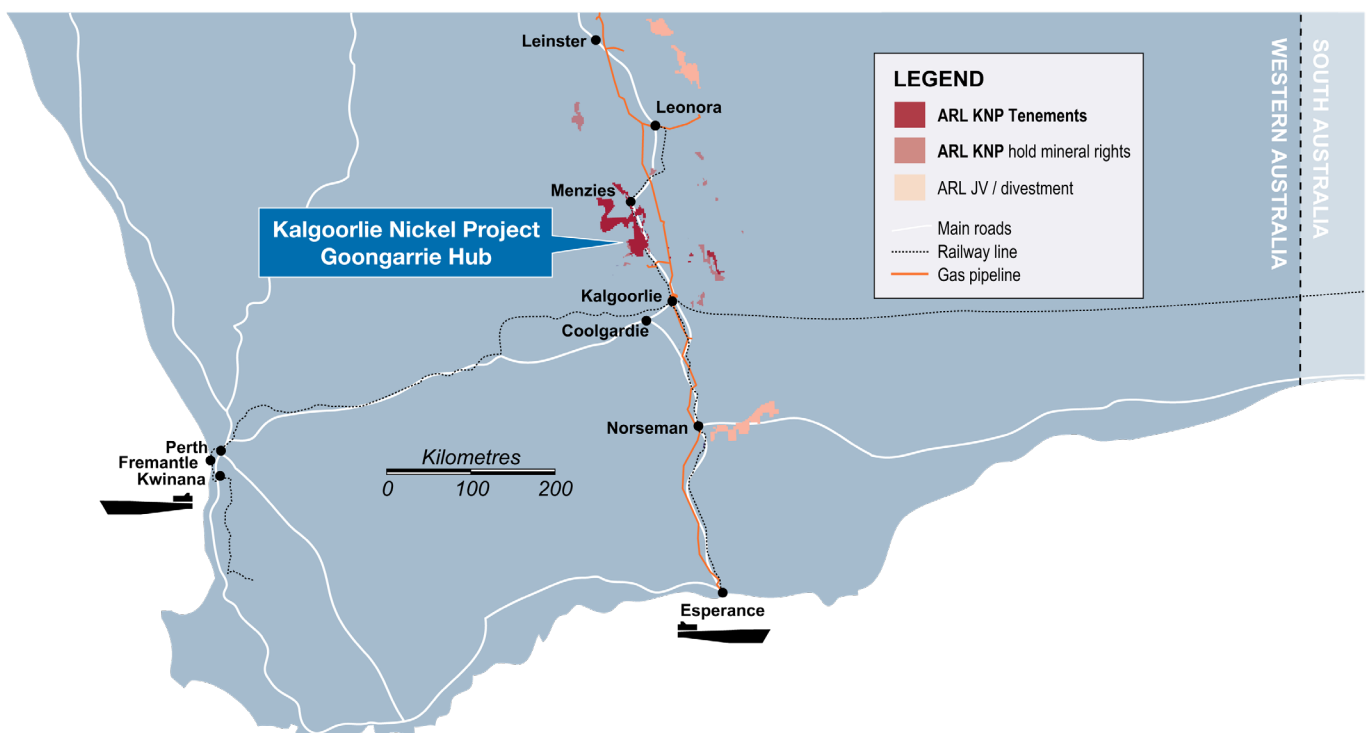 Leinster
Leonora
Menzies
Kalgoorlie Nickel Project
Goongarrie Hub
Kalgoorlie
Coolgardie
Norseman
Perth
Fremantle
Kwinana
Kilometres
0 100 200
Esperance
LEGEND
ARL KNP Tenements
ARL KNP hold mineral rights
ARL JV / divestment
Main roads
Railway line
Gas pipeline
WESTERN AUSTRALIA
SOUTH AUSTRALIA